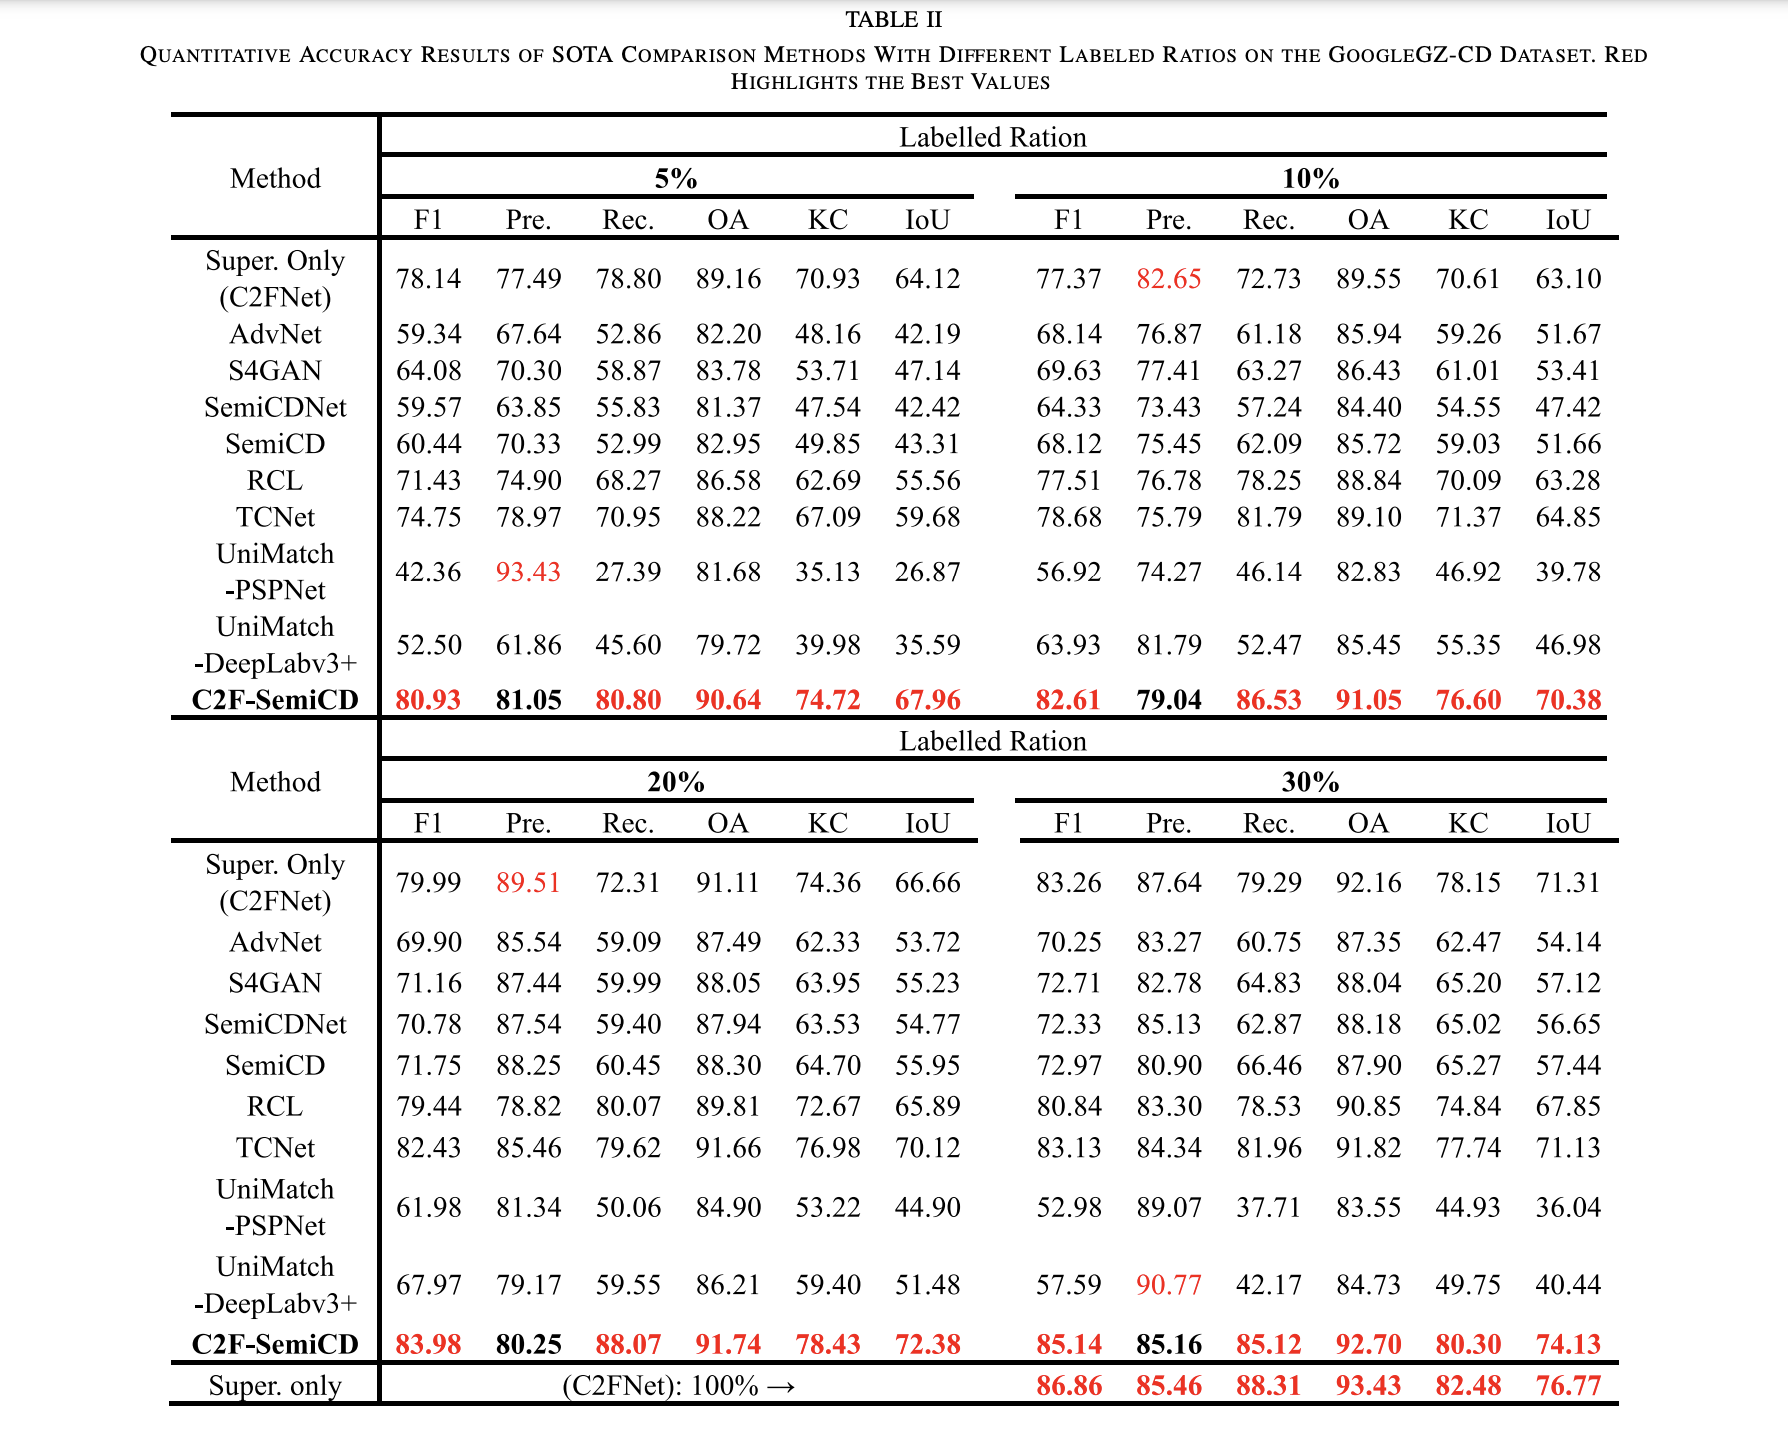 TABLE II
QUANTITATIVE ACCURACY RESULTS OF SOTA COMPARISON METHODS WITH DIFFERENT LABELED RATIOS ON THE GOOGLEGZ-CD DATASET. RED
HIGHLIGHTS THE BEST VALUES
Labelled Ration
Method 5% 10%
F1 Pre. Rec. OA KC IoU F1 Pre. Rec. OA KC IoU
Super. Only
(C2FNet) 78.14 77.49 78.80 89.16 70.93 64.12 77.37 82.65 72.73 89.55 70.61 63.10
AdvNet 59.34 67.64 52.86 82.20 48.16 42.19 68.14 76.87 61.18 85.94 59.26 51.67
S4GAN 64.08 70.30 58.87 83.78 53.71 47.14 69.63 77.41 63.27 86.43 61.01 53.41
SemiCDNet 59.57 63.85 55.83 81.37 47.54 42.42 64.33 73.43 57.24 84.40 54.55 47.42
SemiCD 60.44 70.33 52.99 82.95 49.85 43.31 68.12 75.45 62.09 85.72 59.03 51.66
RCL 71.43 74.90 68.27 86.58 62.69 55.56 77.51 76.78 78.25 88.84 70.09 63.28
TCNet 74.75 78.97 70.95 88.22 67.09 59.68 78.68 75.79 81.79 89.10 71.37 64.85
UniMatch
-PSPNet 42.36 93.43 27.39 81.68 35.13 26.87 56.92 74.27 46.14 82.83 46.92 39.78
UniMatch
-DeepLabv3+ 52.50 61.86 45.60 79.72 39.98 35.59 63.93 81.79 52.47 85.45 55.35 46.98
C2F-SemiCD 80.93 81.05 80.80 90.64 74.72 67.96 82.61 79.04 86.53 91.05 76.60 70.38
Labelled Ration
Method 20% 30%
F1 Pre. Rec. OA KC IoU F1 Pre. Rec. OA KC IoU
Super. Only
(C2FNet) 79.99 89.51 72.31 91.11 74.36 66.66 83.26 87.64 79.29 92.16 78.15 71.31
AdvNet 69.90 85.54 59.09 87.49 62.33 53.72 70.25 83.27 60.75 87.35 62.47 54.14
S4GAN 71.16 87.44 59.99 88.05 63.95 55.23 72.71 82.78 64.83 88.04 65.20 57.12
SemiCDNet 70.78 87.54 59.40 87.94 63.53 54.77 72.33 85.13 62.87 88.18 65.02 56.65
SemiCD 71.75 88.25 60.45 88.30 64.70 55.95 72.97 80.90 66.46 87.90 65.27 57.44
RCL 79.44 78.82 80.07 89.81 72.67 65.89 80.84 83.30 78.53 90.85 74.84 67.85
TCNet 82.43 85.46 79.62 91.66 76.98 70.12 83.13 84.34 81.96 91.82 77.74 71.13
UniMatch
-PSPNet 61.98 81.34 50.06 84.90 53.22 44.90 52.98 89.07 37.71 83.55 44.93 36.04
UniMatch
-DeepLabv3+ 67.97 79.17 59.55 86.21 59.40 51.48 57.59 90.77 42.17 84.73 49.75 40.44
C2F-SemiCD 83.98 80.25 88.07 91.74 78.43 72.38 85.14 85.16 85.12 92.70 80.30 74.13
Super. only (C2FNet): 100% → 86.86 85.46 88.31 93.43 82.48 76.77